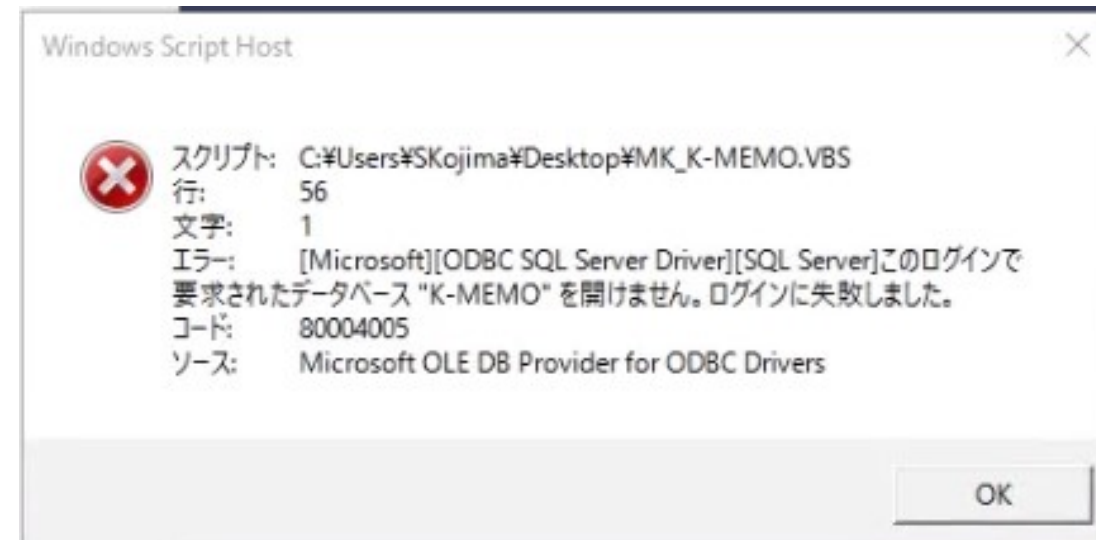 Windows Script Host
スクリプト: C:¥Users¥SKojima¥Desktop¥MK_K-MEMO.VBS
行: 56
文字: 1
エラー: [Microsoft][ODBC SQL Server Driver][SQL Server]このログインで
要求されたデータベース "K-MEMO" を開けません。ログインに失敗しました。
コード: 80004005
ソース: Microsoft OLE DB Provider for ODBC Drivers
OK